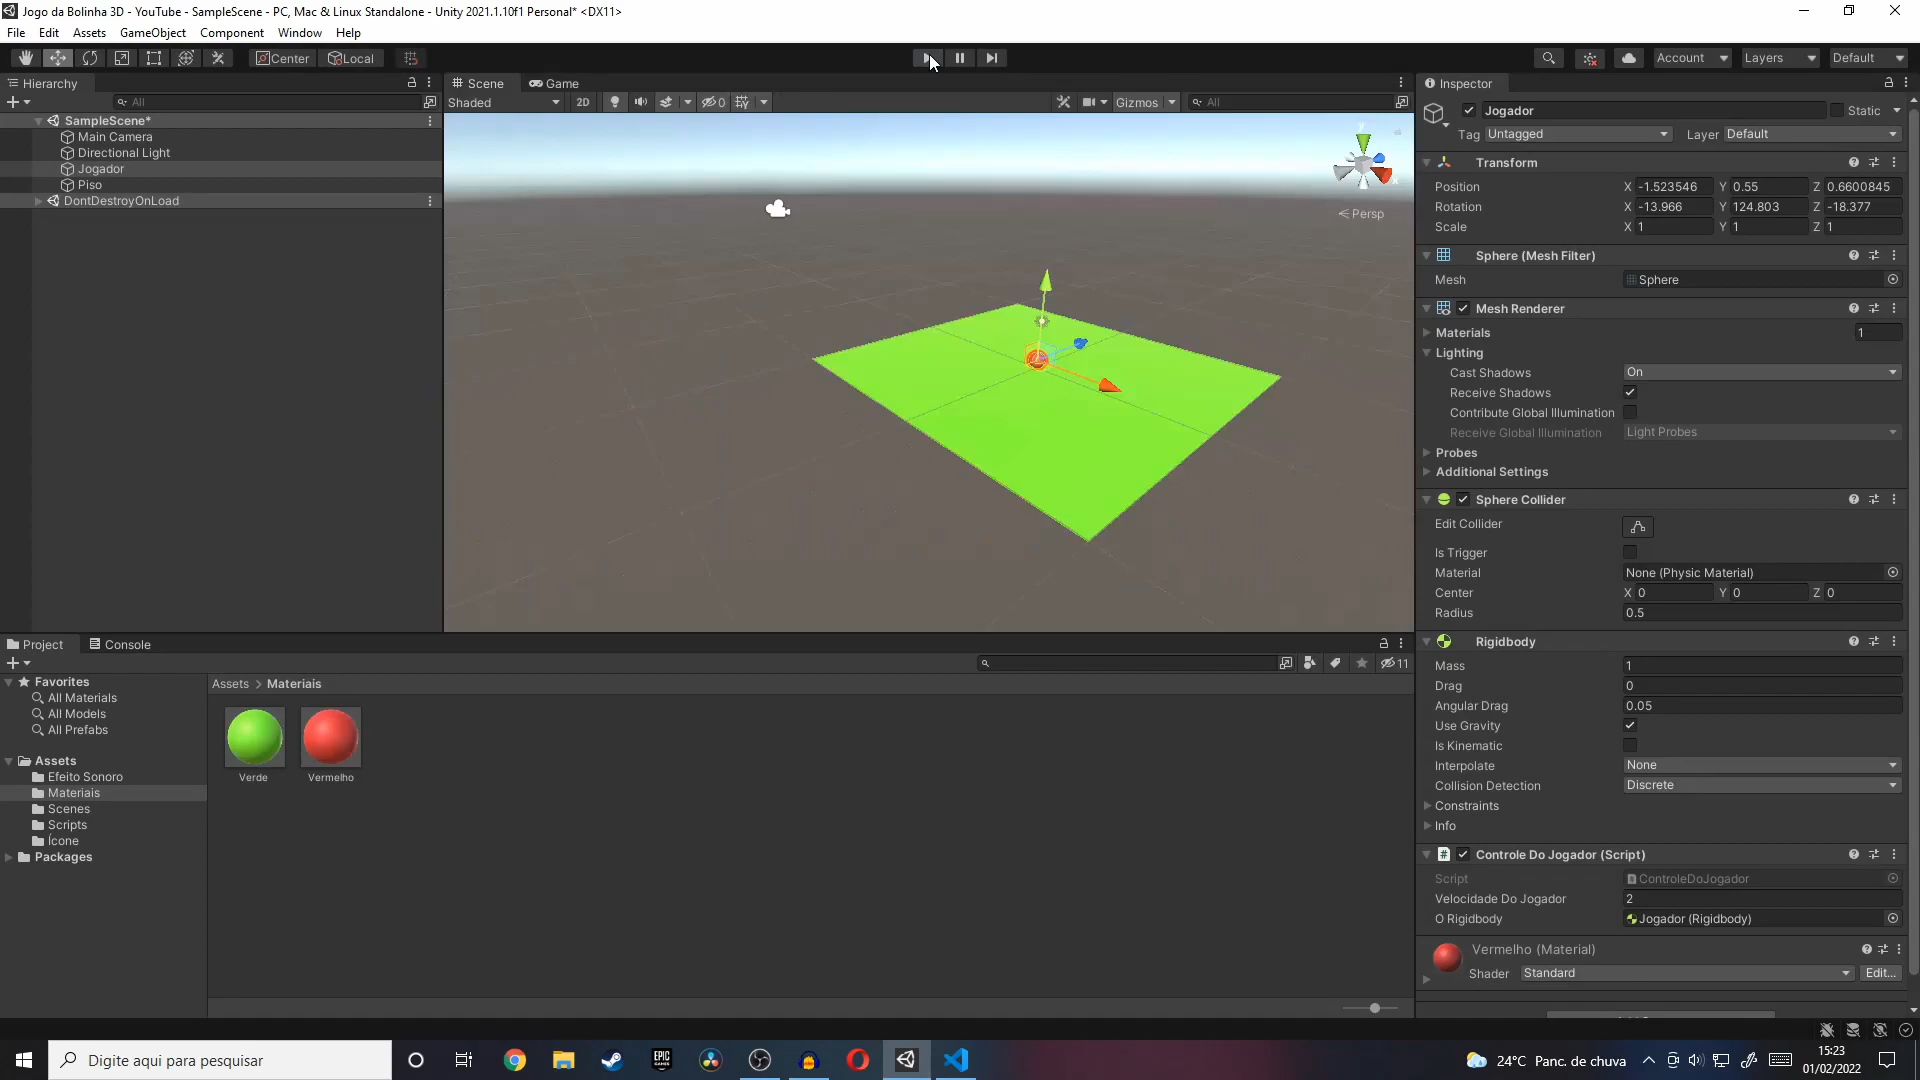 Jogo da Bolinha 3D - YouTube - SampleScene - PC, Mac & Linux Standalone - Unity 2021.1.10f1 Personal* <DX11>
File Edit Assets GameObject Component Window Help
Center Local Account Layers Default
Hierarchy
All
SampleScene*
Main Camera
Directional Light
Jogador
Piso
DontDestroyOnLoad
Scene Game
Shaded 2D 0 Gizmos All
x
Persp
Inspector
Jogador Static
Tag Untagged Layer Default
Transform
Position X -1.523546 Y 0.55 Z 0.6600845
Rotation X -13.966 Y 124.803 Z -18.377
Scale X 1 Y 1 Z 1
Sphere (Mesh Filter)
Mesh Sphere
Mesh Renderer
Materials 1
Lighting
Cast Shadows On
Receive Shadows
Contribute Global Illumination
Receive Global Illumination Light Probes
Probes
Additional Settings
Sphere Collider
Edit Collider
Is Trigger
Material None (Physic Material)
Center X 0 Y 0 Z 0
Radius 0.5
Rigidbody
Mass 1
Drag 0
Angular Drag 0.05
Use Gravity
Is Kinematic
Interpolate None
Collision Detection Discrete
Constraints
Info
Controle Do Jogador (Script)
Script ControleDoJogador
Velocidade Do Jogador 2
O Rigidbody Jogador (Rigidbody)
Vermelho (Material)
Shader Standard Edit...
Project Console
11
Favorites
All Materials
All Models
All Prefabs
Assets
Efeito Sonoro
Materiais
Scenes
Scripts
Ícone
Packages
Assets > Materiais
Verde Vermelho
Digite aqui para pesquisar
EPIC GAMES
24°C Panc. de chuva
15:23
01/02/2022